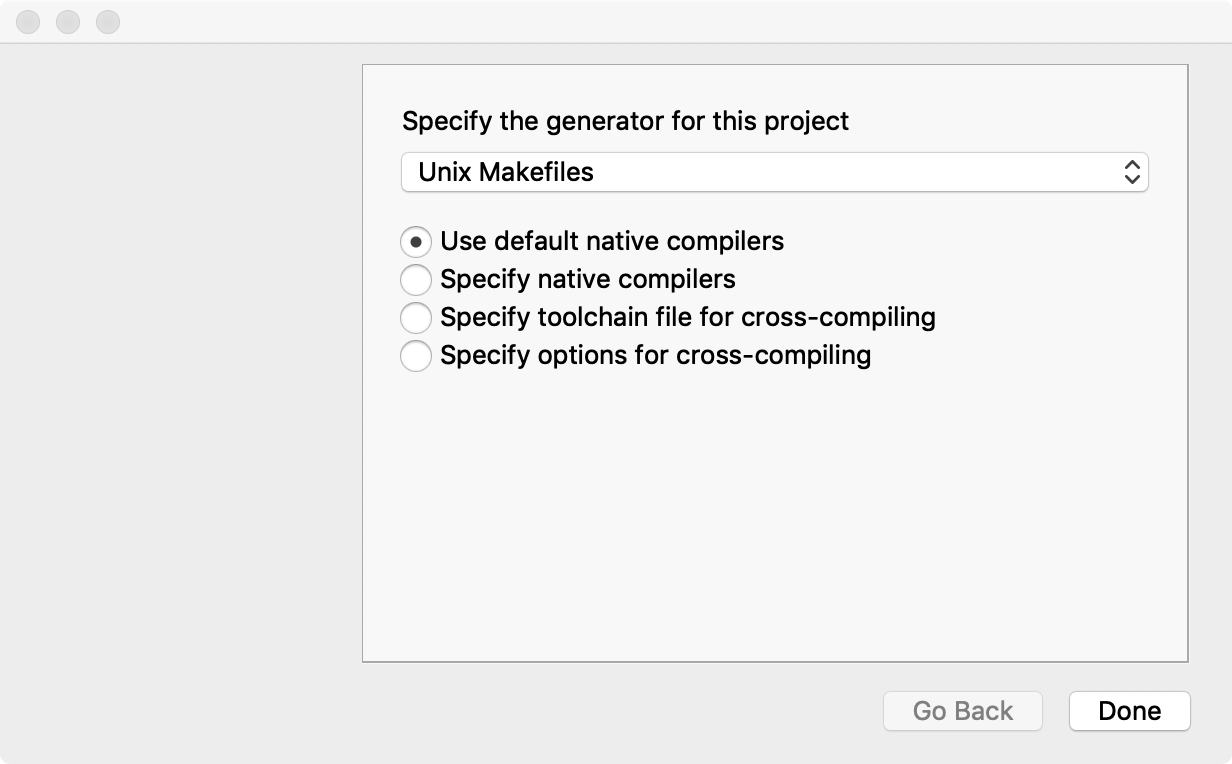 Specify the generator for this project
Unix Makefiles
Use default native compilers
Specify native compilers
Specify toolchain file for cross-compiling
Specify options for cross-compiling
Go Back
Done